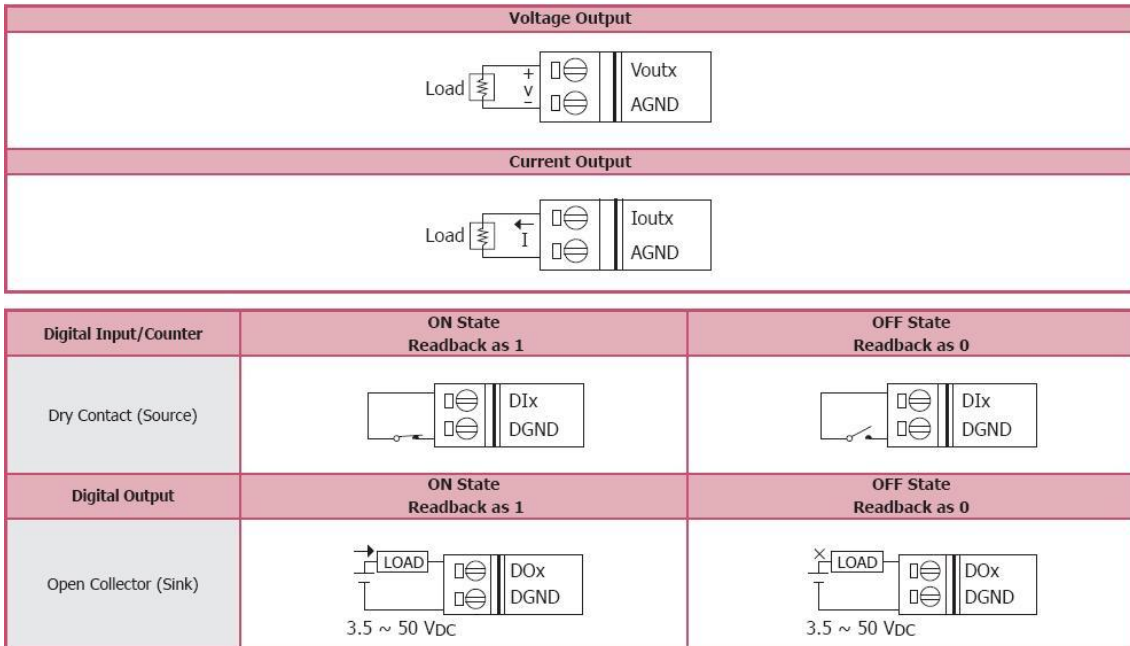 Voltage Output
Load
+
V
−
Voutx
AGND
Current Output
Load
I
Ioutx
AGND
Digital Input/Counter
ON State
Readback as 1
OFF State
Readback as 0
Dry Contact (Source)
DIx
DGND
DIx
DGND
Digital Output
ON State
Readback as 1
OFF State
Readback as 0
Open Collector (Sink)
LOAD
DOx
DGND
3.5 ~ 50 VDC
LOAD
DOx
DGND
3.5 ~ 50 VDC